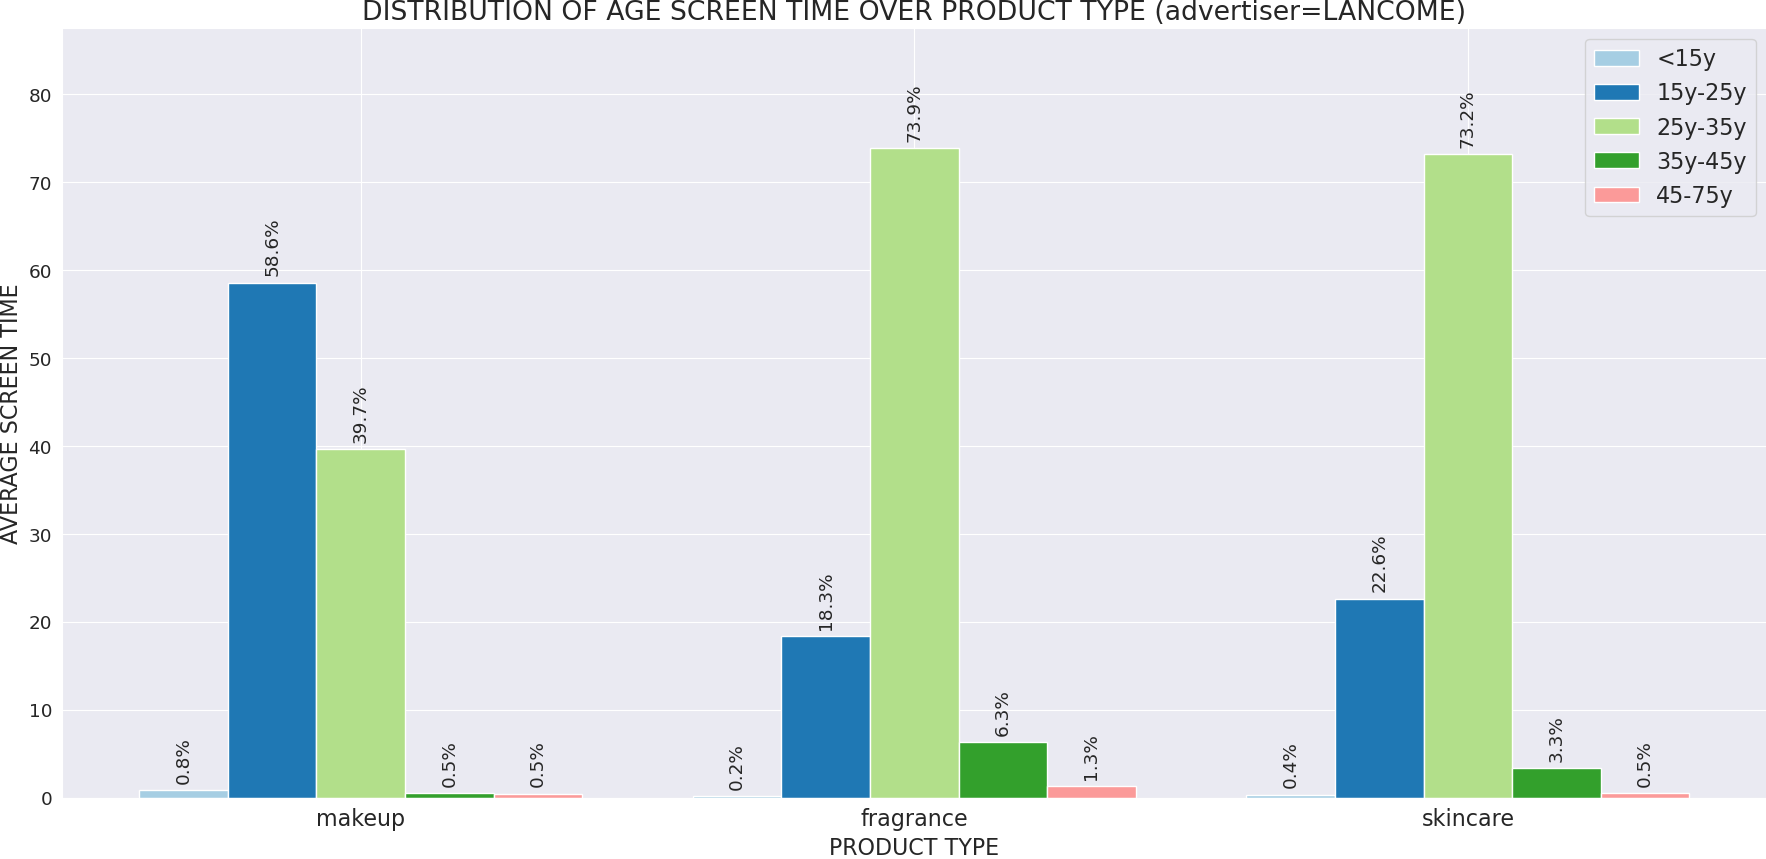 DISTRIBUTION OF AGE SCREEN TIME OVER PRODUCT TYPE (advertiser=LANCOME)
<15y
15y-25y
25y-35y
35y-45y
45-75y
AVERAGE SCREEN TIME
80
70
60
50
40
30
20
10
0
0.8%
58.6%
39.7%
0.5%
0.5%
0.2%
18.3%
73.9%
6.3%
1.3%
0.4%
22.6%
73.2%
3.3%
0.5%
makeup
fragrance
skincare
PRODUCT TYPE